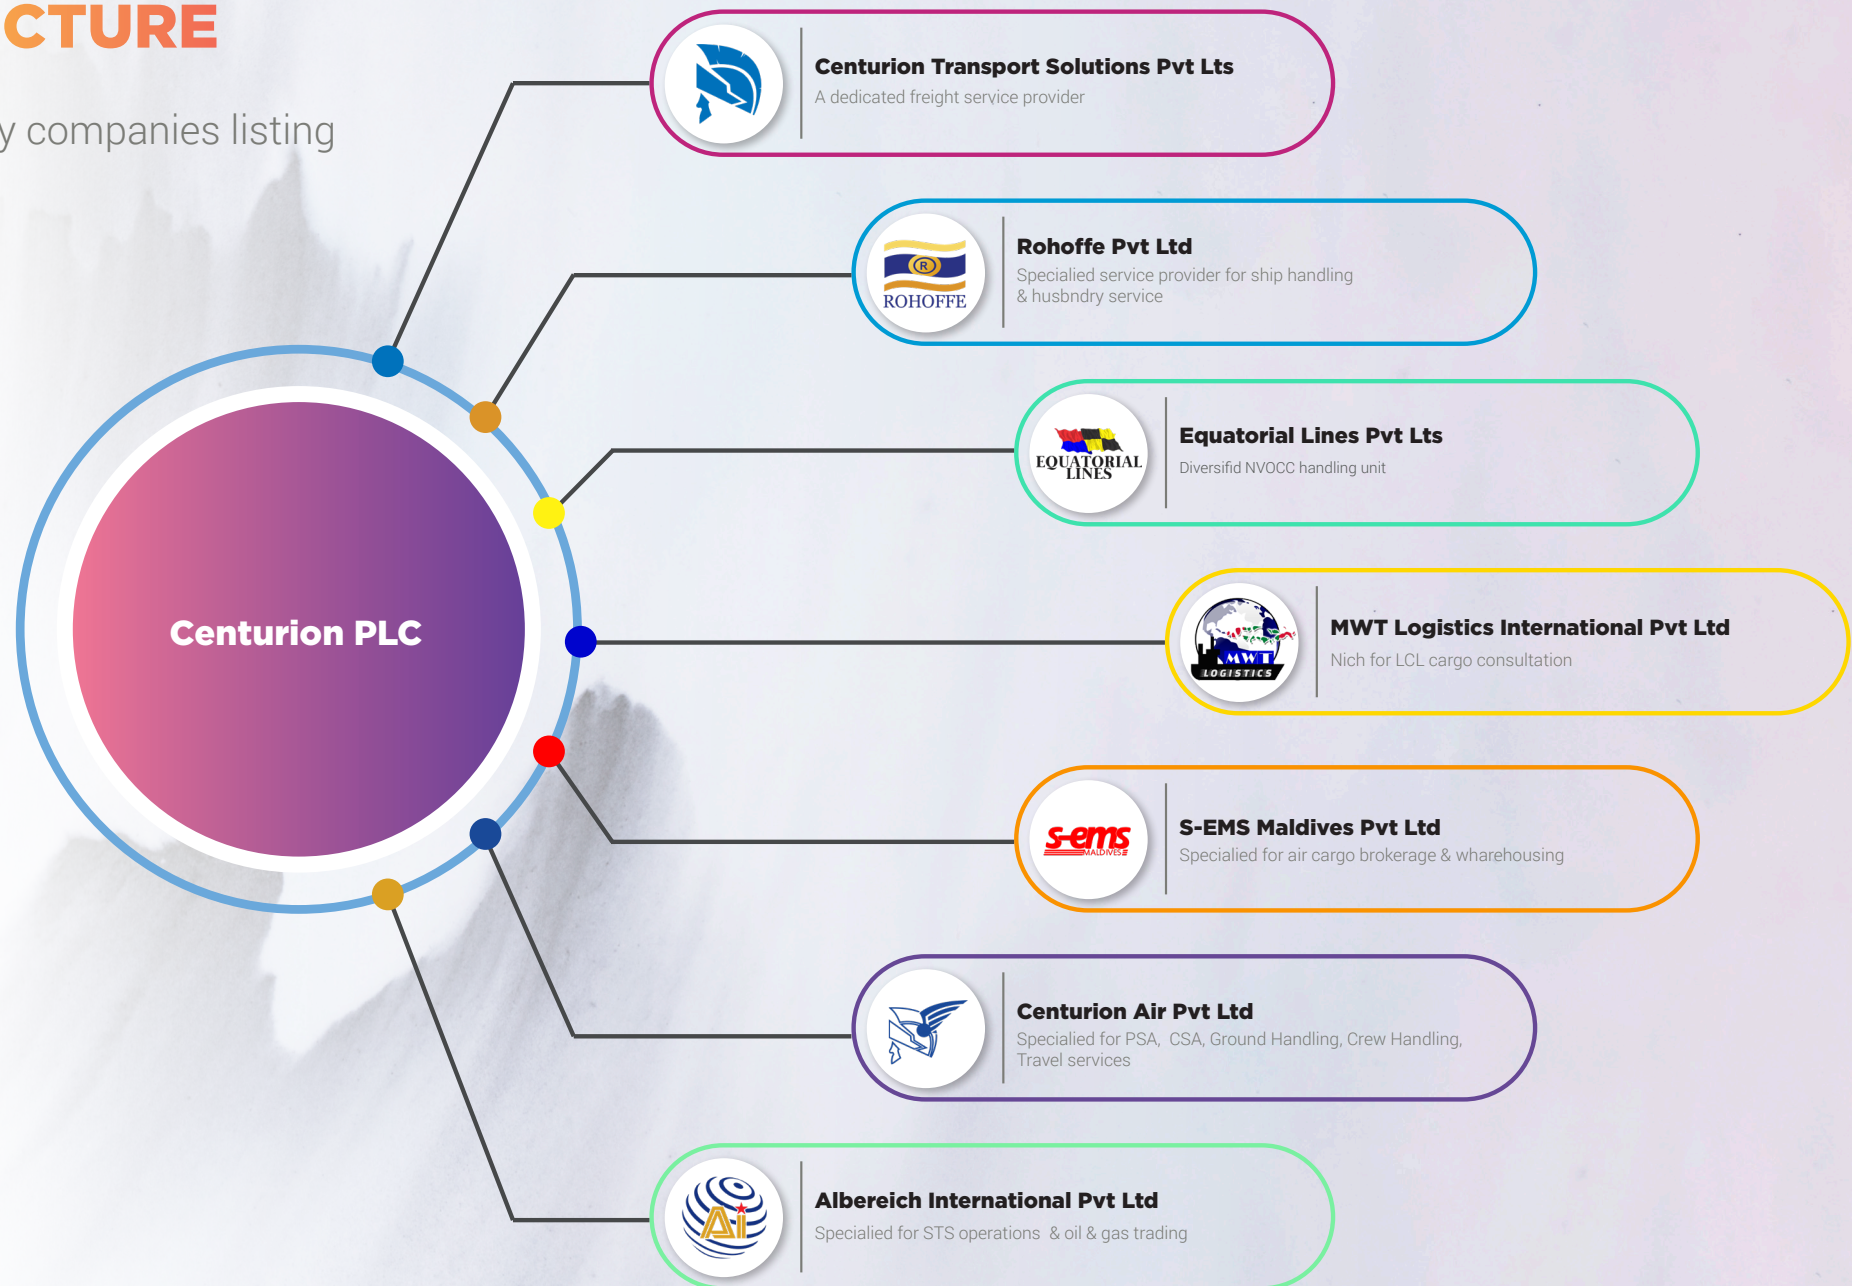 CTURE
y companies listing
Centurion Transport Solutions Pvt Lts
A dedicated freight service provider
R
ROHOFFE
Rohoffe Pvt Ltd
Specialied service provider for ship handling
& husbndry service
EQUATORIAL
LINES
Equatorial Lines Pvt Lts
Diversifid NVOCC handling unit
Centurion PLC
MWT
LOGISTICS
MWT Logistics International Pvt Ltd
Nich for LCL cargo consultation
s-ems
MALDIVES
S-EMS Maldives Pvt Ltd
Specialied for air cargo brokerage & wharehousing
Centurion Air Pvt Ltd
Specialied for PSA,  CSA, Ground Handling, Crew Handling,
Travel services
Ai
Albereich International Pvt Ltd
Specialied for STS operations  & oil & gas trading